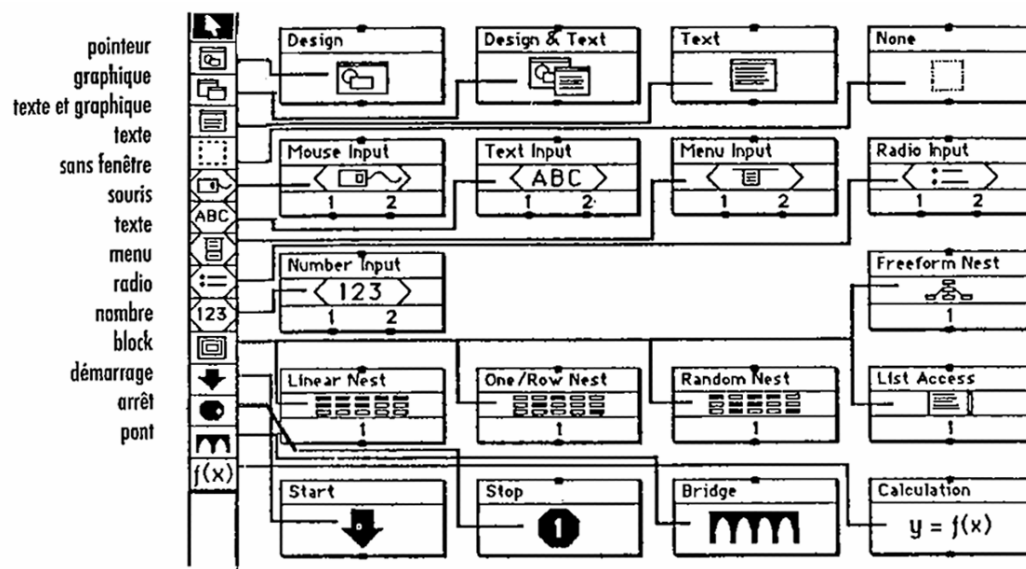 pointeur
graphique
texte et graphique
texte
sans fenêtre
souris
texte
menu
radio
nombre
block
démarrage
arrêt
pont
ABC
123
f(x)
Design
Design & Text
Text
None
Mouse Input
1 2
Text Input
ABC
1 2
Menu Input
1 2
Radio Input
1 2
Number Input
123
1 2
Freeform Nest
1
Linear Nest
1
One/Row Nest
1
Random Nest
1
List Access
1
Start
Stop
1
Bridge
Calculation
y = f(x)